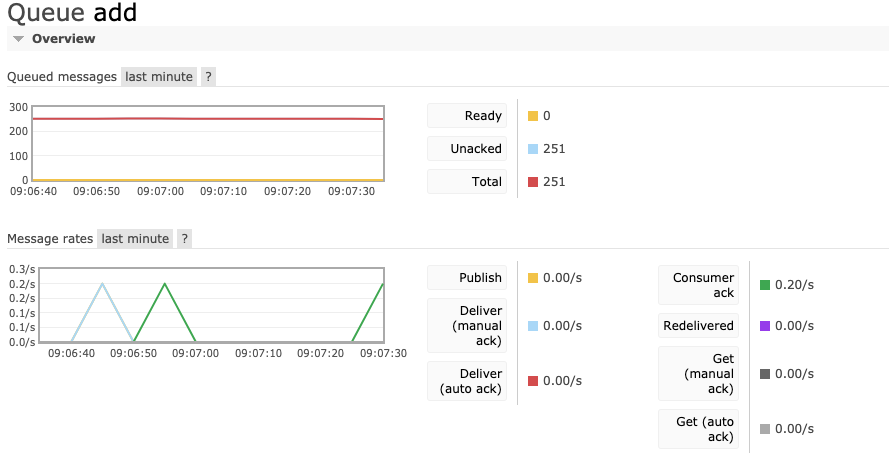 Queue add
Overview
Queued messages last minute ?
300
200
100
0
09:06:40 09:06:50 09:07:00 09:07:10 09:07:20 09:07:30
Ready 0
Unacked 251
Total 251
Message rates last minute ?
0.3/s
0.2/s
0.2/s
0.1/s
0.1/s
0.0/s
09:06:40 09:06:50 09:07:00 09:07:10 09:07:20 09:07:30
Publish 0.00/s
Deliver
(manual 0.00/s
ack)
Deliver
(auto ack) 0.00/s
Consumer
ack 0.20/s
Redelivered 0.00/s
Get
(manual 0.00/s
ack)
Get (auto 0.00/s
ack)